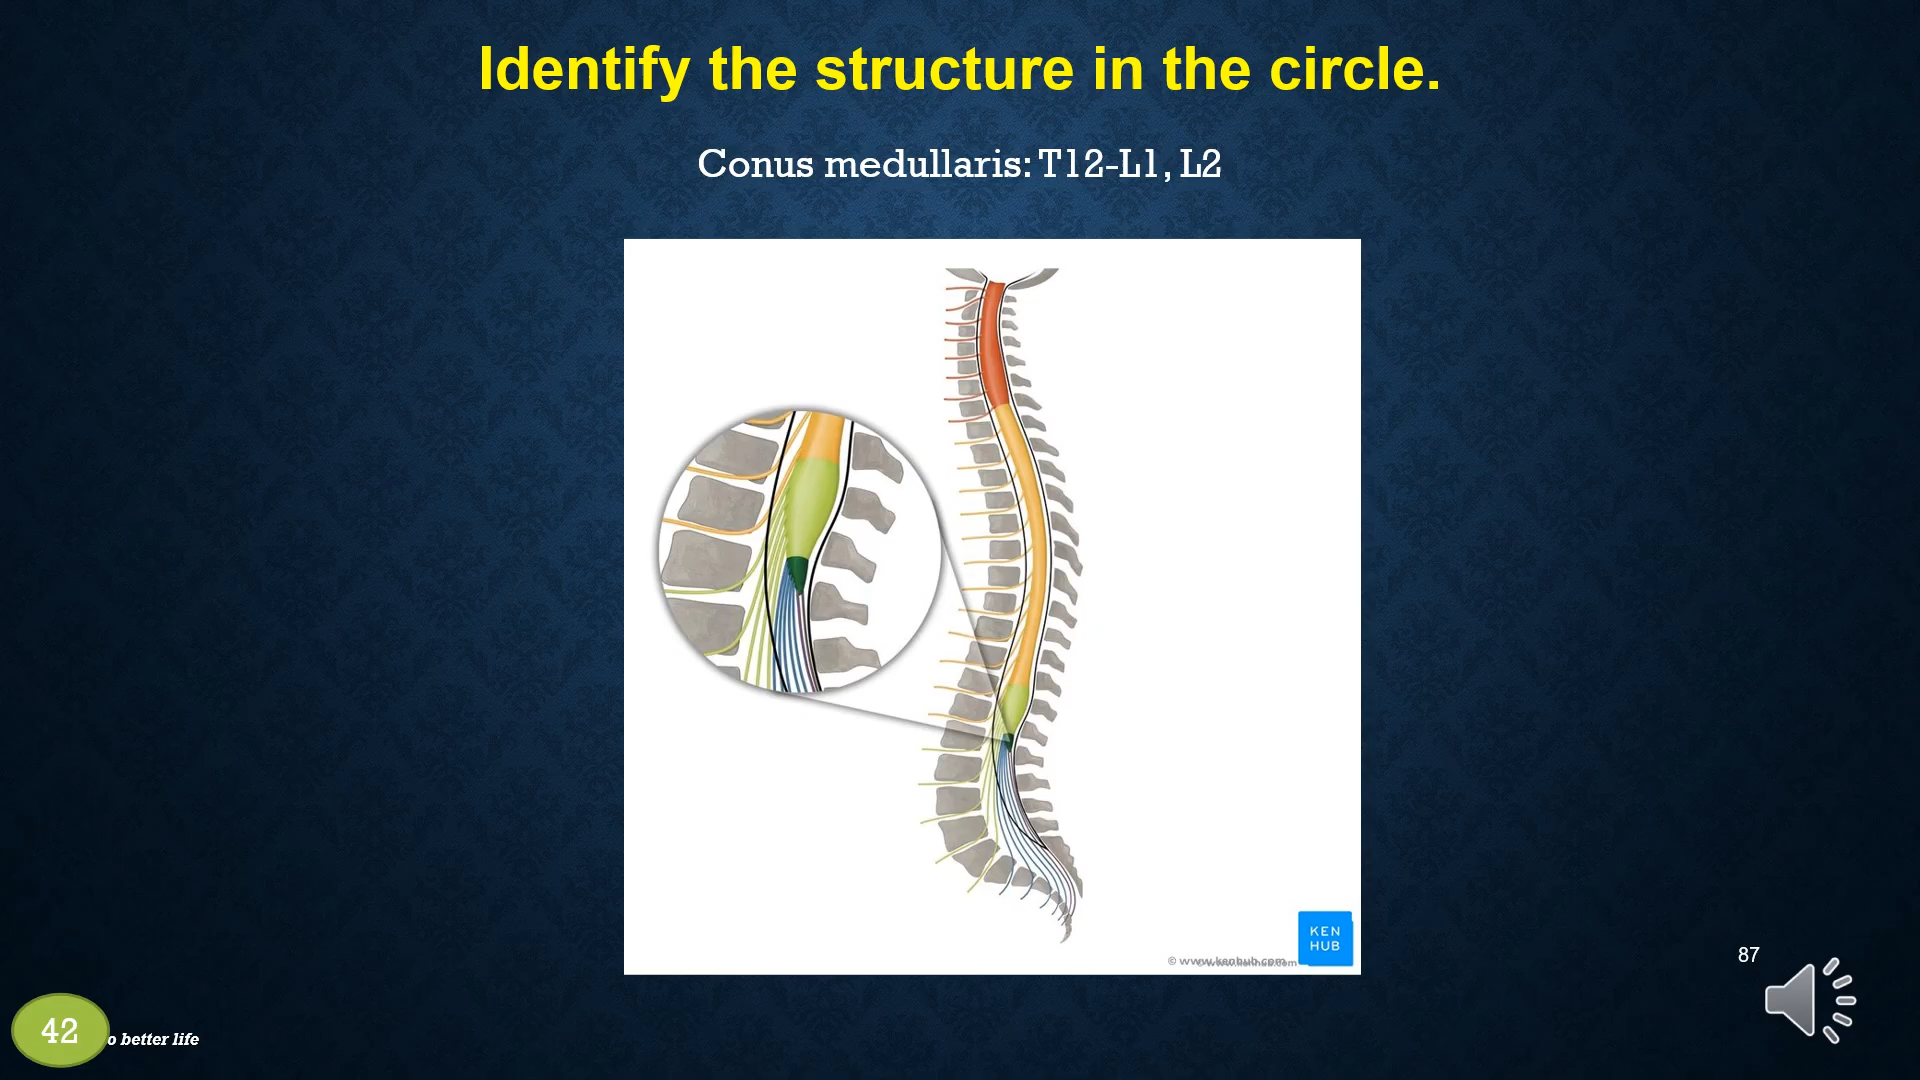 Identify the structure in the circle.
Conus medullaris: T12-L1, L2
KEN
HUB
© www.kenhub.com
87
42
o better life